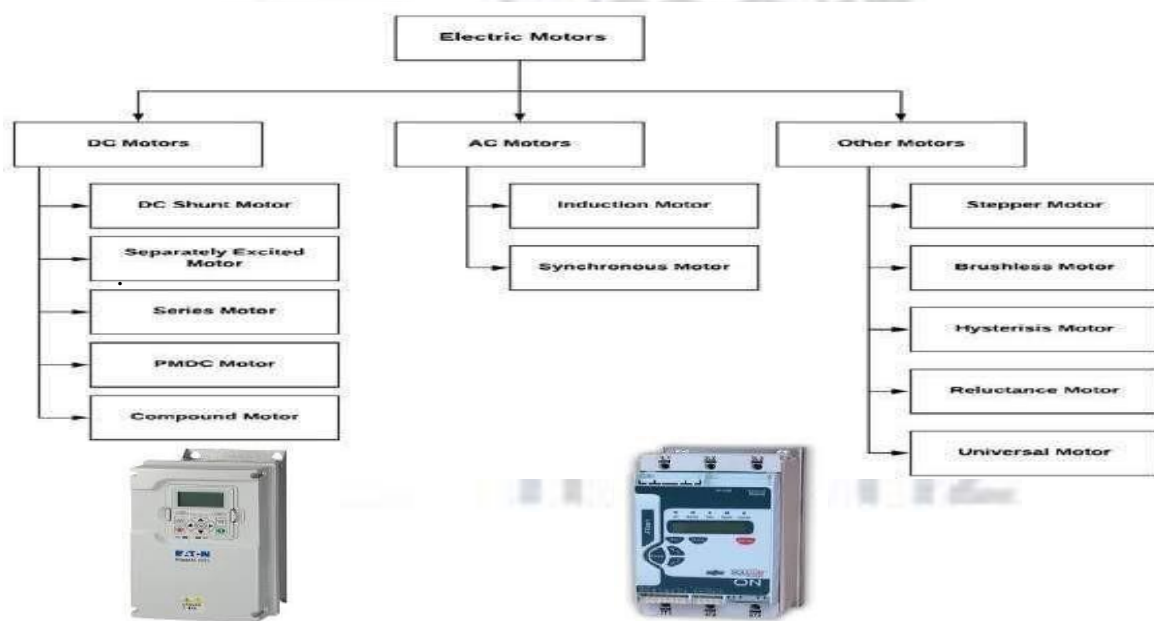 Electric Motors
DC Motors
AC Motors
Other Motors
DC Shunt Motor
Separately Excited
Motor
Series Motor
PMDC Motor
Compound Motor
Induction Motor
Synchronous Motor
Stepper Motor
Brushless Motor
Hysterisis Motor
Reluctance Motor
Universal Motor
EATON